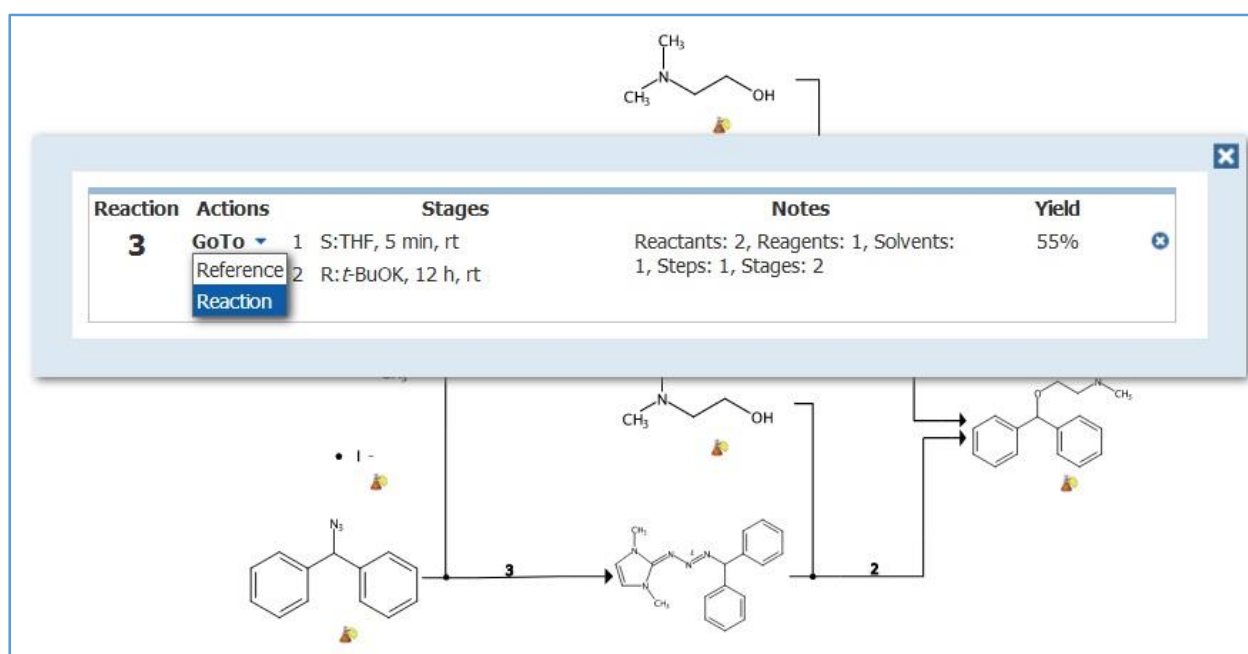 CH₃
N
CH₃
OH
Reaction Actions Stages Notes Yield
3 GoTo 1 S:THF, 5 min, rt Reactants: 2, Reagents: 1, Solvents: 55%
1, Steps: 1, Stages: 2
Reference 2 R:t-BuOK, 12 h, rt
Reaction
N
CH₃
OH
O
N
CH₃
• I -
N₃
CH₃
N
N
N
N
N
CH₃
3
2